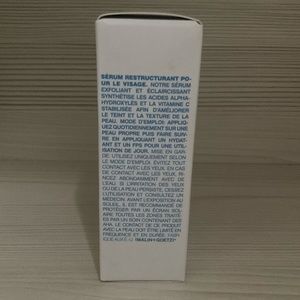 SÉRUM RESTRUCTURANT PO-
UR LE VISAGE. NOTRE SÉRUM
EXFOLIANT ET ÉCLAIRCISSANT
SYNTHÉTISE LES ACIDES ALPHA-
HYDROXYLÉS ET LA VITAMINE C
STABILISÉE AFIN D'AMÉLIORER
LE TEINT ET LA TEXTURE DE LA
PEAU. MODE D'EMPLOI: APPLIQ-
UEZ QUOTIDIENNEMENT SUR UNE
PEAU PROPRE PUIS FAIRE SUIV-
RE EN APPLIQUANT UN HYDRAT-
ANT ET UN FPS POUR L'UTILISAT-
ION DE JOUR. MISE EN GAR-
DE: UTILISEZ UNIQUEMENT SELON
LE MODE D'EMPLOI. ÉVITEZ TOUT
CONTACT AVEC LES YEUX. EN CAS
DE CONTACT AVEC LES YEUX, RI-
NCEZ ABONDAMMENT AVEC DE
L'EAU. SI IRRITATION DES YEUX
OU DE LA PEAU PERSISTE, CESSEZ
L'UTILISATION ET CONSULTEZ UN
MÉDECIN. AVANT L'EXPOSITION AU
SOLEIL, IL EST RECOMMANDÉ DE
PROTÉGER PAR UN ÉCRAN SOL-
AIRE TOUTES LES ZONES TRAITÉ-
ES PAR UN PRODUIT CONTENANT DES
AHA. LE CONTACT DE CE PRODUIT
AVEC LA PEAU DOIT ÊTRE LIMITÉ EN
FRÉQUENCE ET EN DURÉE.
(MALIN+GOETZ)